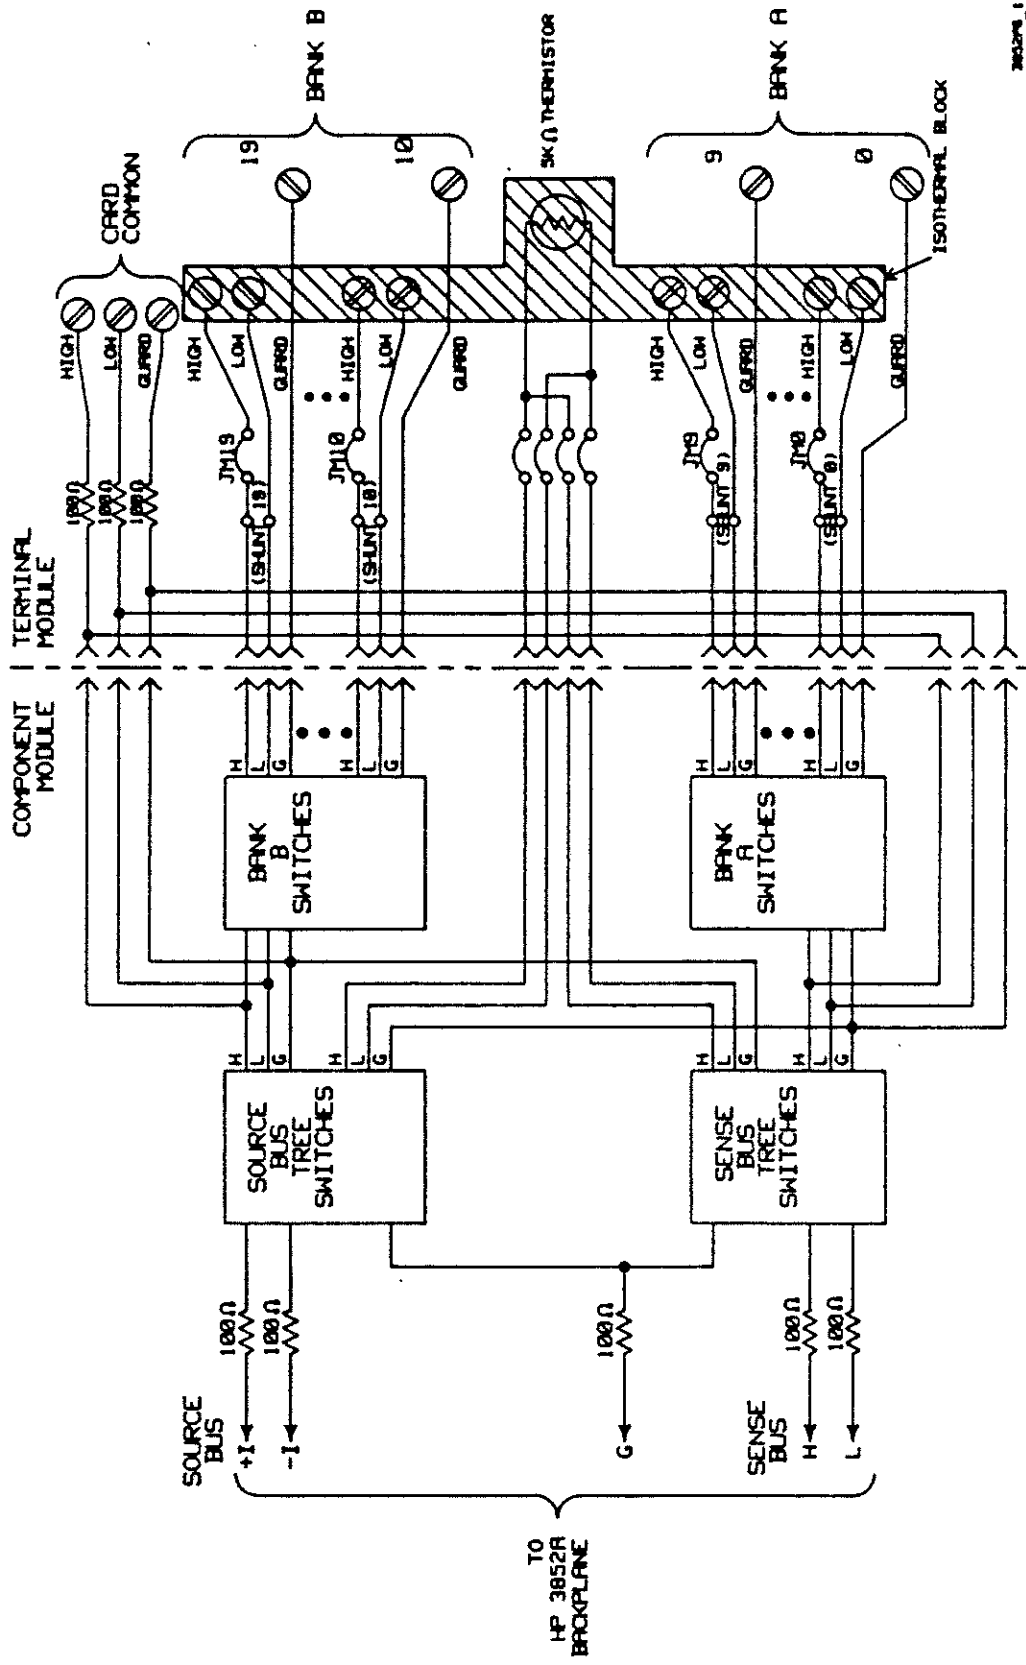 COMPONENT
MODULE
TERMINAL
MODULE
CARD
COMMON
HIGH
LOW
GUARD
100Ω
100Ω
100Ω
SOURCE
BUS
+I
-I
100Ω
100Ω
SOURCE
BUS
TREE
SWITCHES
H
L
G
H
L
G
BANK
B
SWITCHES
H
L
G
H
L
G
JM19
(SHUNT 19)
HIGH
LOW
GUARD
19
JM10
(SHUNT 10)
HIGH
LOW
GUARD
10
BANK B
TO
HP 3852A
BACKPLANE
G
100Ω
5KΩ THERMISTOR
SENSE
BUS
H
L
100Ω
100Ω
SENSE
BUS
TREE
SWITCHES
H
L
G
H
L
G
BANK
A
SWITCHES
H
L
G
H
L
G
JM9
(SHUNT 9)
HIGH
LOW
GUARD
9
JM0
(SHUNT 0)
HIGH
LOW
GUARD
0
BANK A
ISOTHERMAL BLOCK